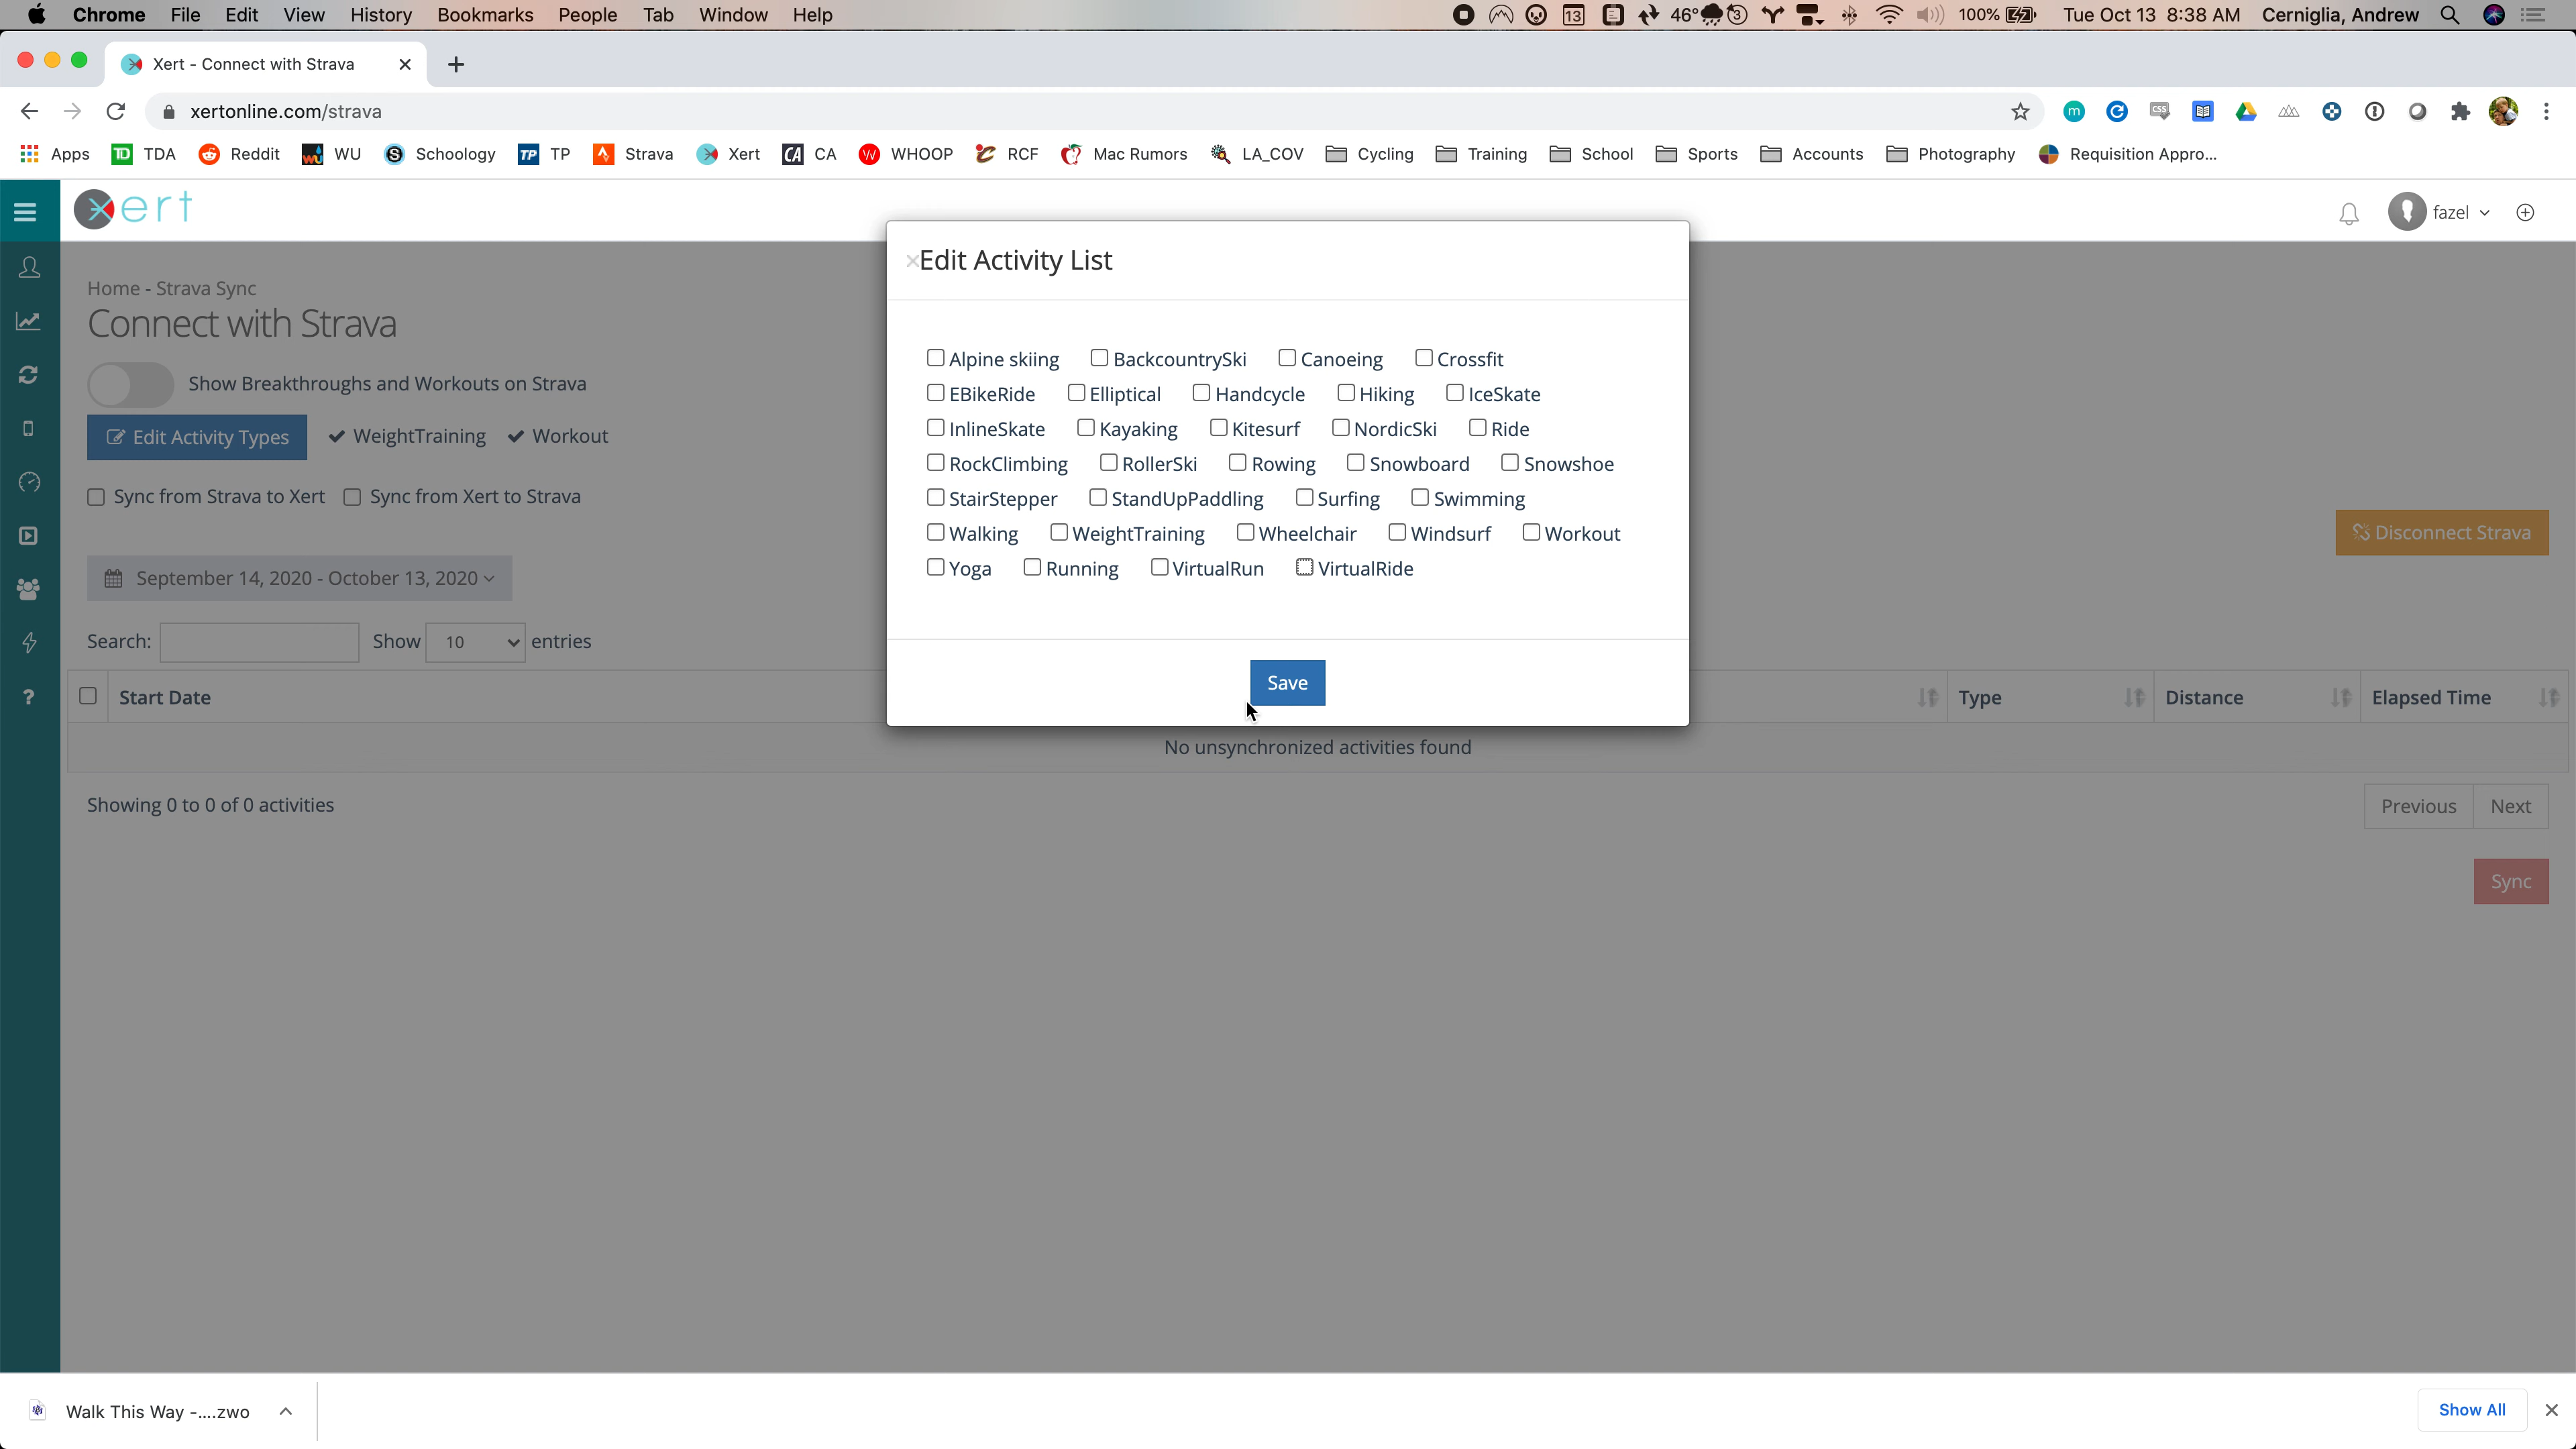 Chrome File Edit View History Bookmarks People Tab Window Help 13 46° 3 100% Tue Oct 13 8:38 AM Cerniglia, Andrew
Xert - Connect with Strava
xertonline.com/strava
Apps TDA Reddit WU Schoology TP Strava Xert CA WHOOP RCF Mac Rumors LA_COV Cycling Training School Sports Accounts Photography Requisition Appro...
xert
fazel
Edit Activity List
Home - Strava Sync
Connect with Strava
Show Breakthroughs and Workouts on Strava
Edit Activity Types WeightTraining Workout
Sync from Strava to Xert Sync from Xert to Strava
Disconnect Strava
September 14, 2020 - October 13, 2020
Search: Show 10 entries
Alpine skiing BackcountrySki Canoeing Crossfit
EBikeRide Elliptical Handcycle Hiking IceSkate
InlineSkate Kayaking Kitesurf NordicSki Ride
RockClimbing RollerSki Rowing Snowboard Snowshoe
StairStepper StandUpPaddling Surfing Swimming
Walking WeightTraining Wheelchair Windsurf Workout
Yoga Running VirtualRun VirtualRide
Save
Start Date Type Distance Elapsed Time
No unsynchronized activities found
Showing 0 to 0 of 0 activities
Previous Next
Sync
Walk This Way -....zwo
Show All